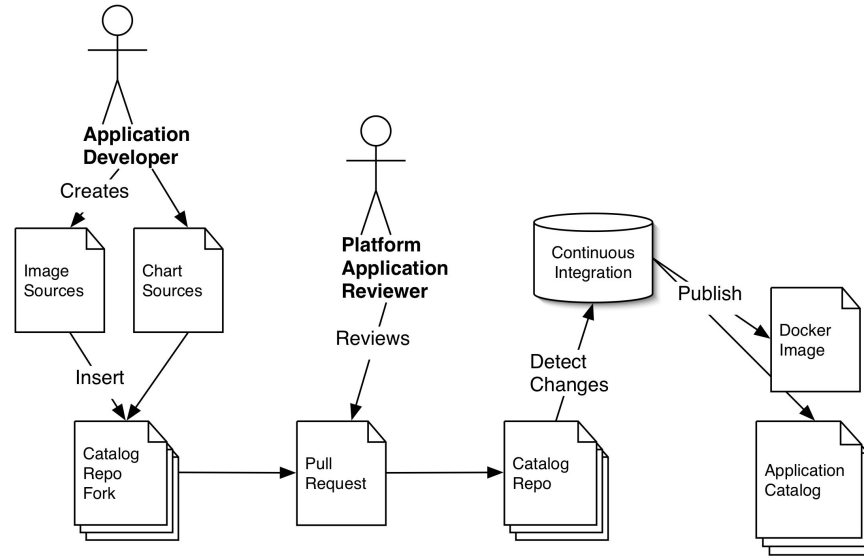 Application
Developer
Creates
Image
Sources
Chart
Sources
Insert
Catalog
Repo
Fork
Platform
Application
Reviewer
Reviews
Pull
Request
Catalog
Repo
Detect
Changes
Continuous
Integration
Publish
Docker
Image
Application
Catalog